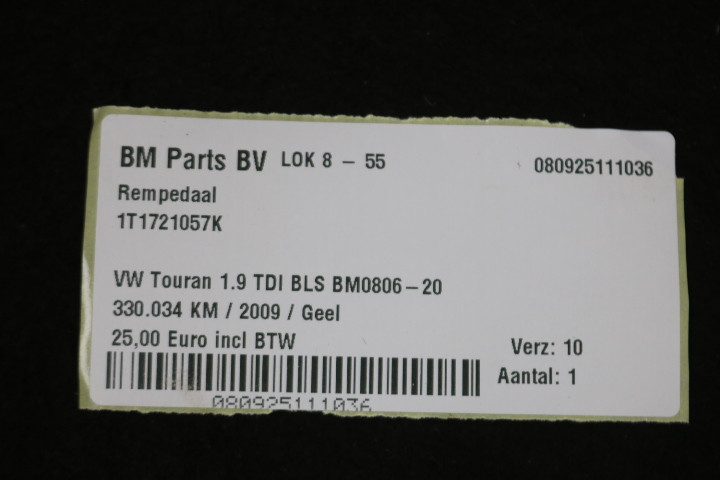 BM Parts BV LOK 8 – 55 080925111036
Rempedaal
1T1721057K
VW Touran 1.9 TDI BLS BM0806–20
330.034 KM / 2009 / Geel
25,00 Euro incl BTW
Verz: 10
Aantal: 1
080925111036